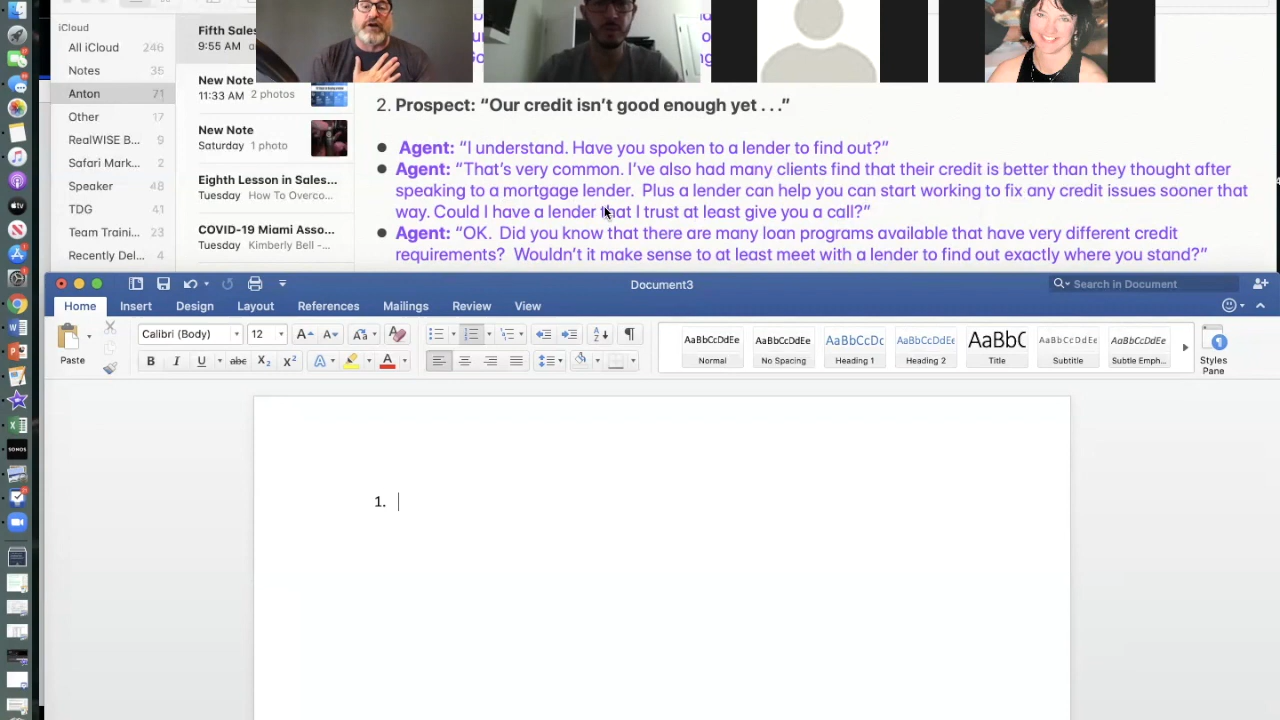 iCloud
All iCloud 246
Notes 35
Anton 71
Other 17
RealWISE B... 9
Safari Mark... 2
Speaker 48
TDG 41
Team Traini... 23
Recently Del... 4
Fifth Sales
9:55 AM
New Note
11:33 AM 2 photos
New Note
Saturday 1 photo
Eighth Lesson in Sales...
Tuesday How To Overco...
COVID-19 Miami Asso...
Tuesday Kimberly Bell -...
2. Prospect: “Our credit isn’t good enough yet . . .”
● Agent: “I understand. Have you spoken to a lender to find out?”
● Agent: “That’s very common. I’ve also had many clients find that their credit is better than they thought after
speaking to a mortgage lender. Plus a lender can help you can start working to fix any credit issues sooner that
way. Could I have a lender that I trust at least give you a call?”
● Agent: “OK. Did you know that there are many loan programs available that have very different credit
requirements? Wouldn’t it make sense to at least meet with a lender to find out exactly where you stand?”
Document3
Search in Document
Home Insert Design Layout References Mailings Review View
Paste
Calibri (Body) 12
AaBbCcDdEe AaBbCcDdEe AaBbCcDc AaBbCcDdEe AaBbC AaBbCcDdEe AaBbCcDdEe
Normal No Spacing Heading 1 Heading 2 Title Subtitle Subtle Emph...
Styles
Pane
B I U abc X₂ X² A A
SONOS
1.